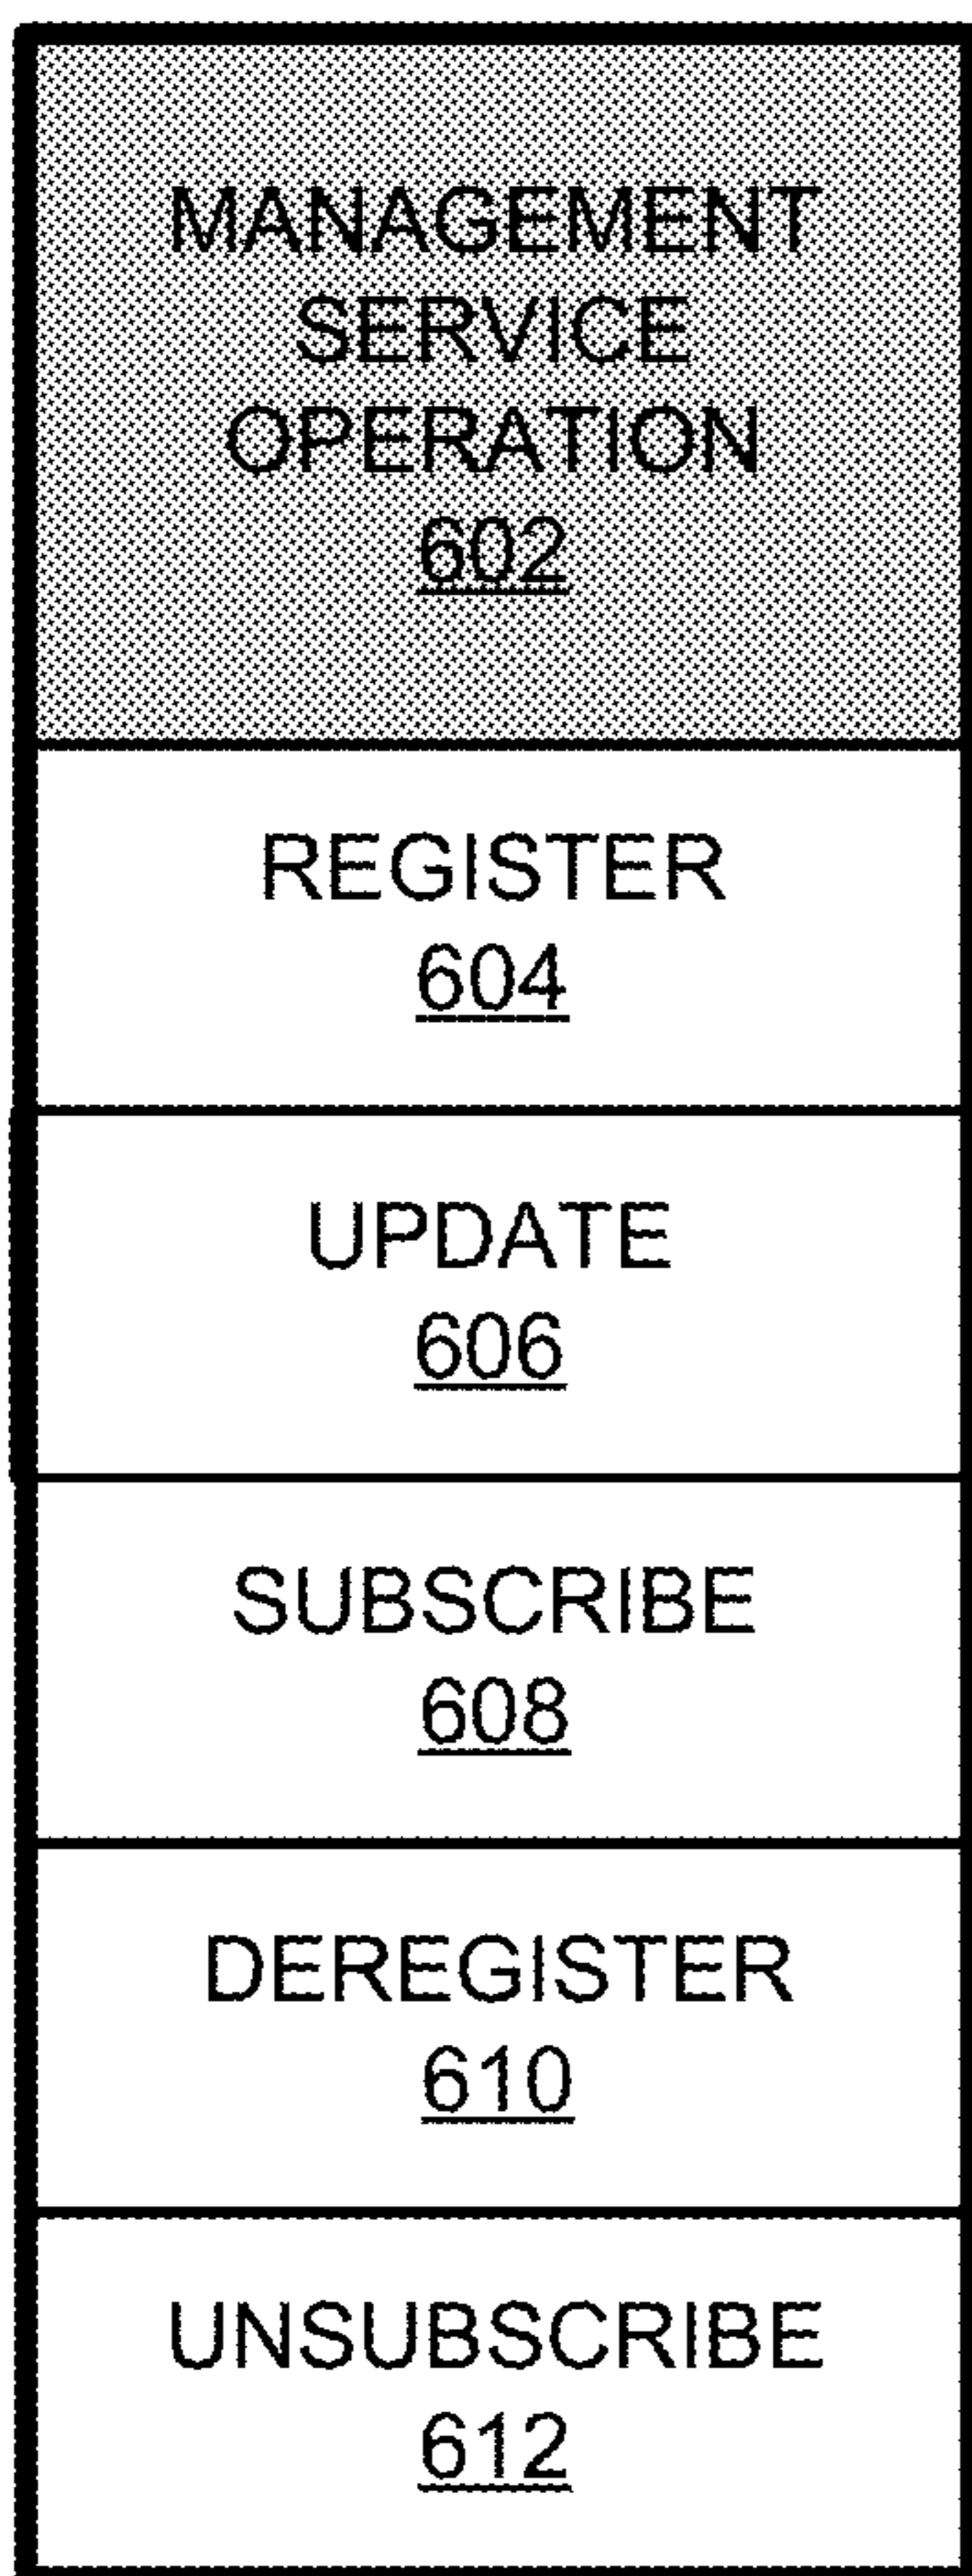 MANAGEMENT
SERVICE
OPERATION
602
REGISTER
604
UPDATE
606
SUBSCRIBE
608
DEREGISTER
610
UNSUBSCRIBE
612